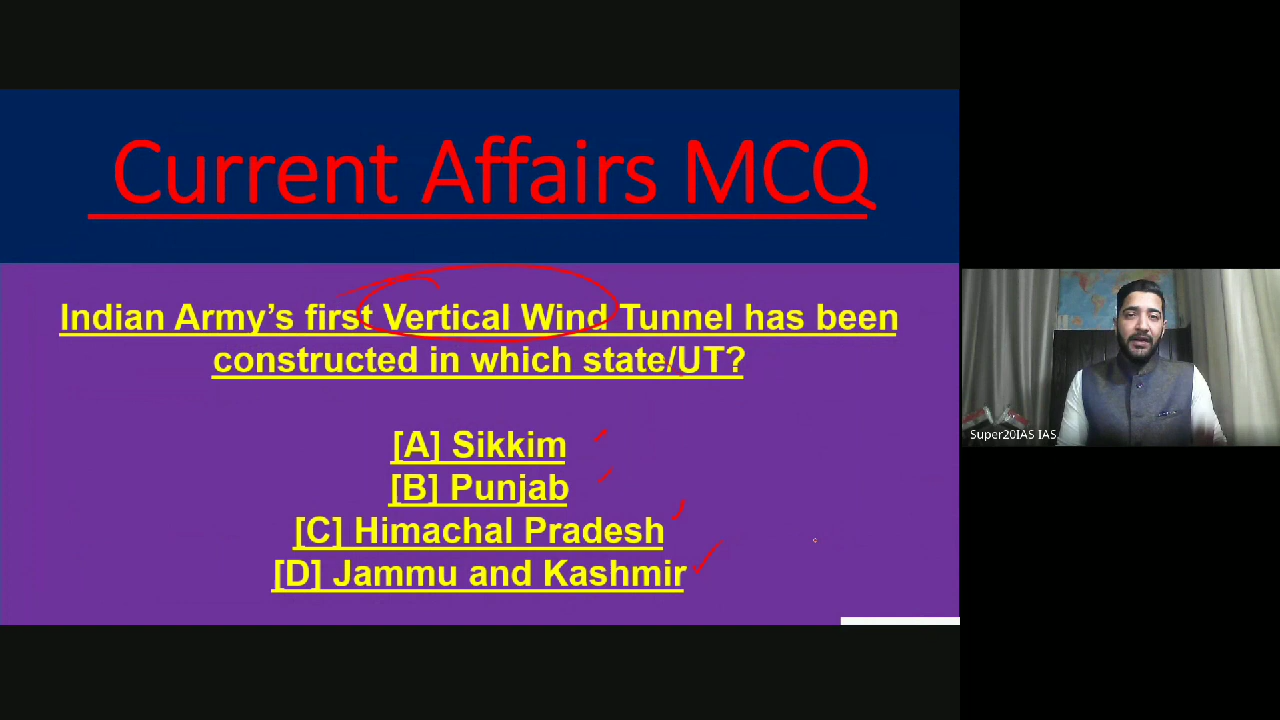 Current Affairs MCQ
Indian Army’s first Vertical Wind Tunnel has been
constructed in which state/UT?
[A] Sikkim
[B] Punjab
[C] Himachal Pradesh
[D] Jammu and Kashmir
Super20IAS IAS